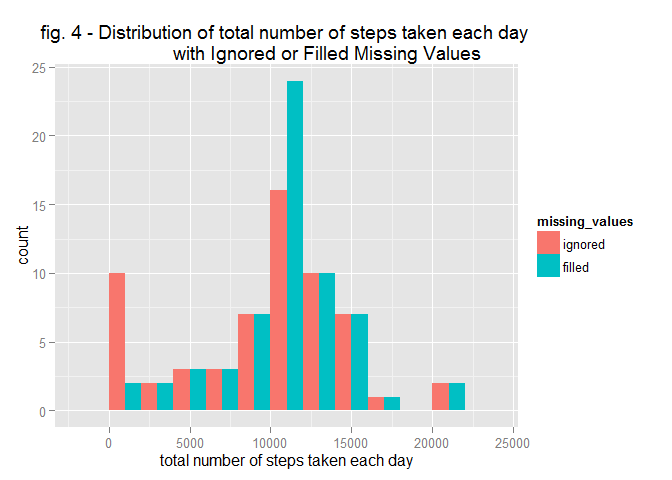 fig. 4 - Distribution of total number of steps taken each day
with Ignored or Filled Missing Values
25
20
15
10
5
0
count
0 5000 10000 15000 20000 25000
total number of steps taken each day
missing_values
ignored
filled